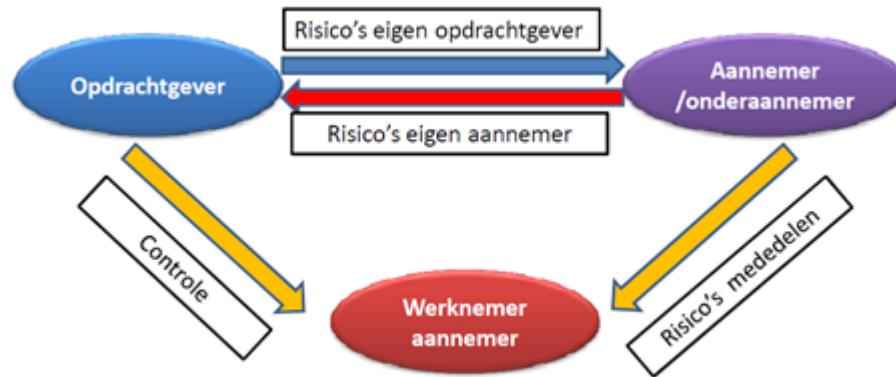 Risico's eigen opdrachtgever
Opdrachtgever
Aannemer
/onderaannemer
Risico's eigen aannemer
Controle
Risico's mededelen
Werknemer
aannemer